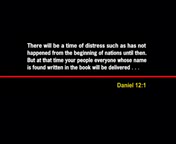 There will be a time of distress such as has not
happened from the beginning of nations until then.
But at that time your people everyone whose name
is found written in the book will be delivered . . .
Daniel 12:1